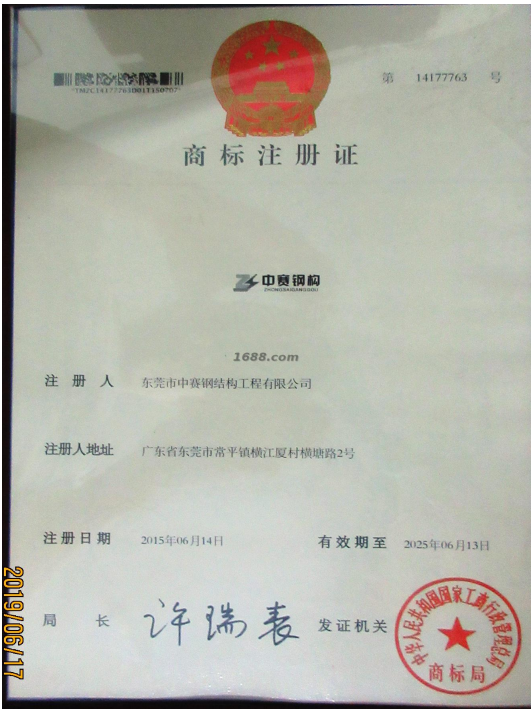 第 14177763 号
"TMZC14177763D01T150707"
商标注册证
中赛钢构
ZHONGSAIGANGGOU
1688.com
注册人 东莞市中赛钢结构工程有限公司
注册人地址 广东省东莞市常平镇横江厦村横塘路2号
注册日期 2015年06月14日 有效期至 2025年06月13日
局长 许瑞表 发证机关
中华人民共和国国家工商行政管理总局
商标局
2019/06/17